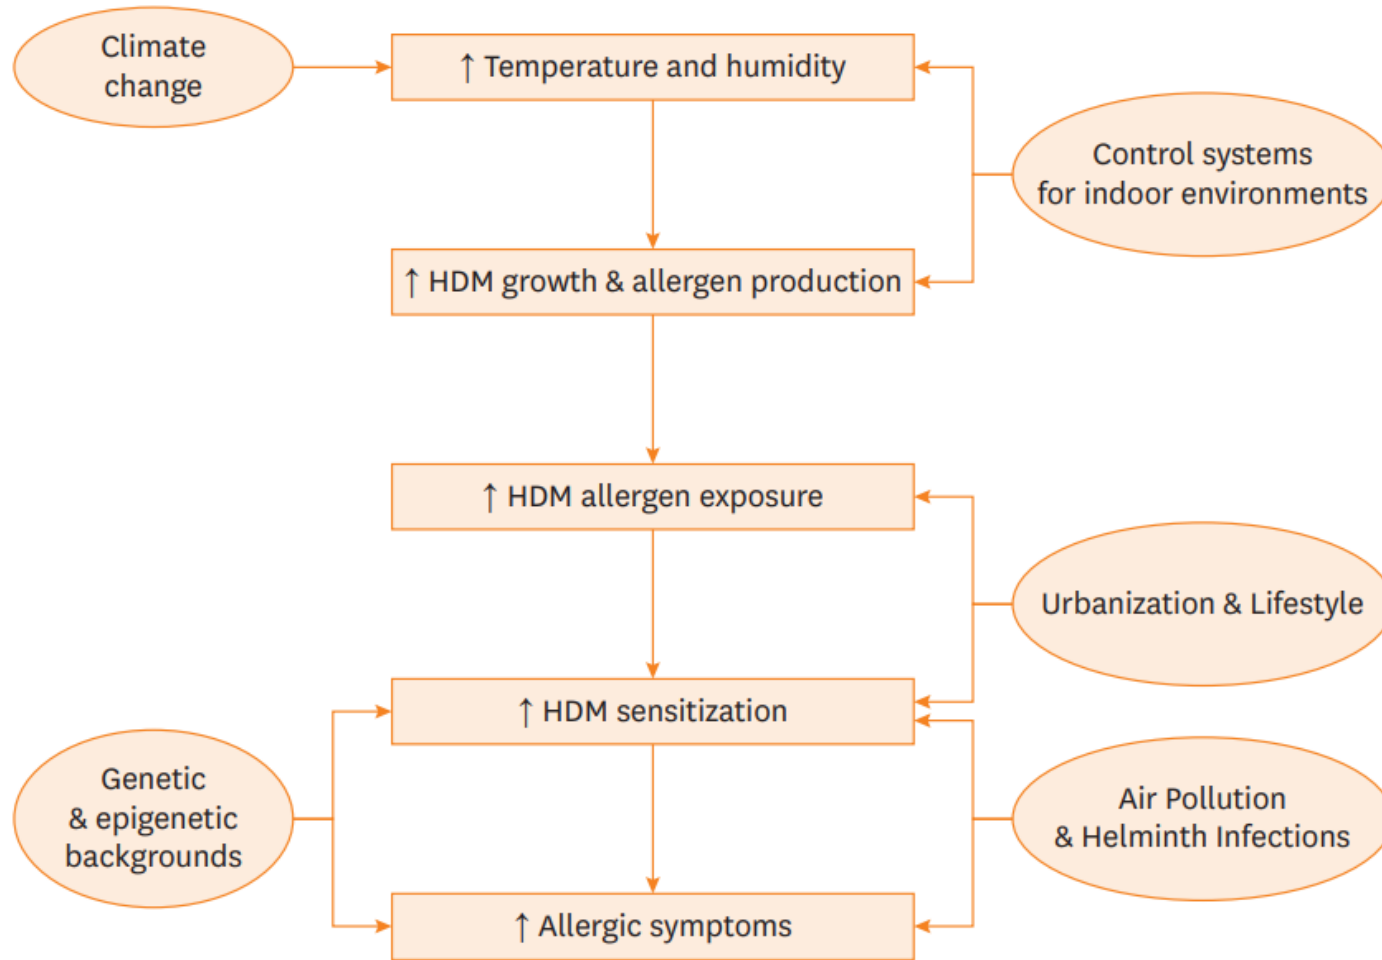 Climate
change
↑ Temperature and humidity
Control systems
for indoor environments
↑ HDM growth & allergen production
↑ HDM allergen exposure
Urbanization & Lifestyle
↑ HDM sensitization
Genetic
& epigenetic
backgrounds
Air Pollution
& Helminth Infections
↑ Allergic symptoms